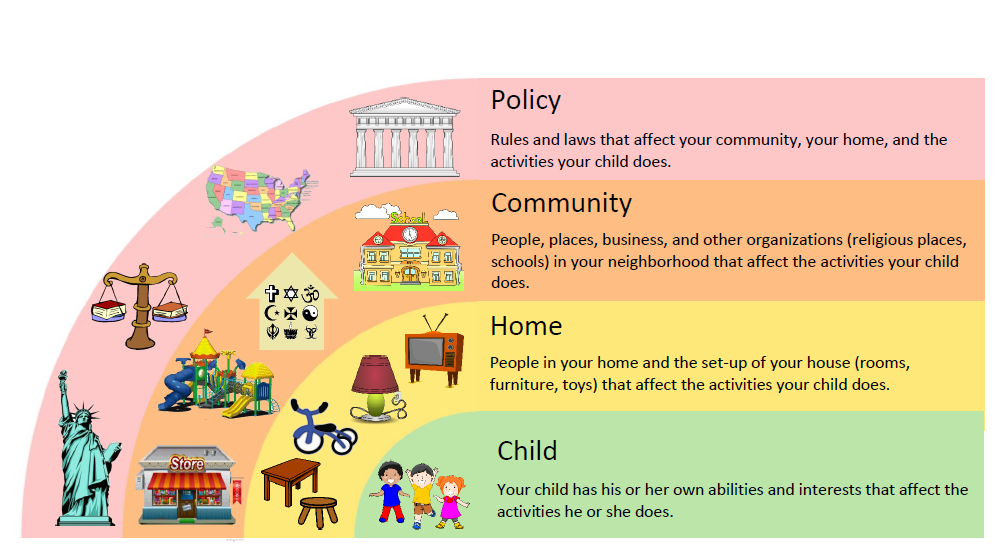 Policy
Rules and laws that affect your community, your home, and the
activities your child does.
Community
People, places, business, and other organizations (religious places,
schools) in your neighborhood that affect the activities your child
does.
School
Home
People in your home and the set-up of your house (rooms,
furniture, toys) that affect the activities your child does.
Child
Your child has his or her own abilities and interests that affect the
activities he or she does.
Store